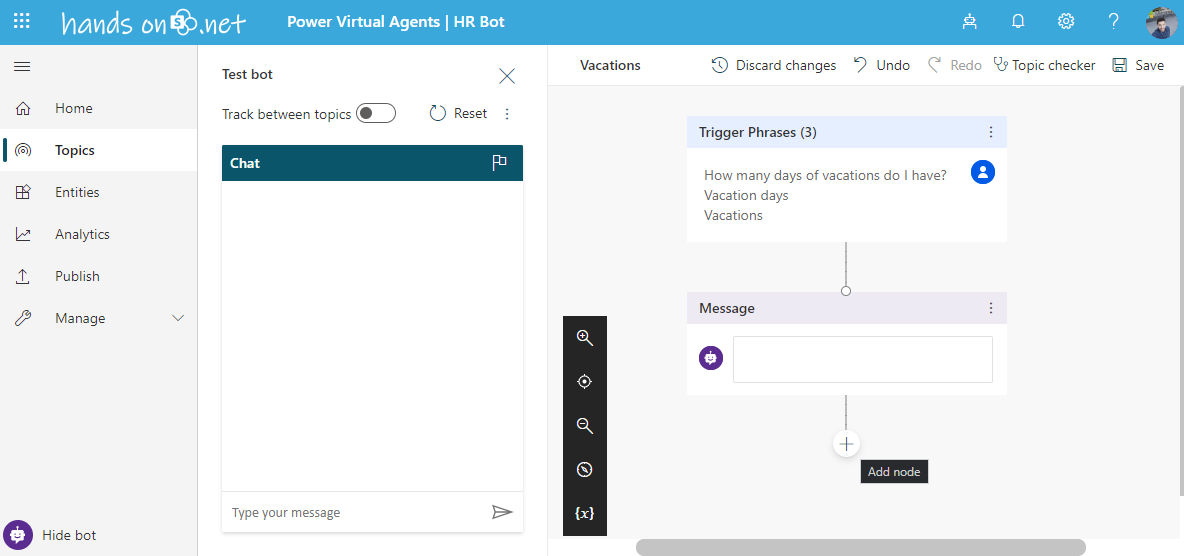 hands on S.net
Power Virtual Agents | HR Bot
Home
Topics
Entities
Analytics
Publish
Manage
Hide bot
Test bot
Track between topics
Reset
Chat
Type your message
Vacations
Discard changes
Undo
Redo
Topic checker
Save
Trigger Phrases (3)
How many days of vacations do I have?
Vacation days
Vacations
Message
Add node
{x}